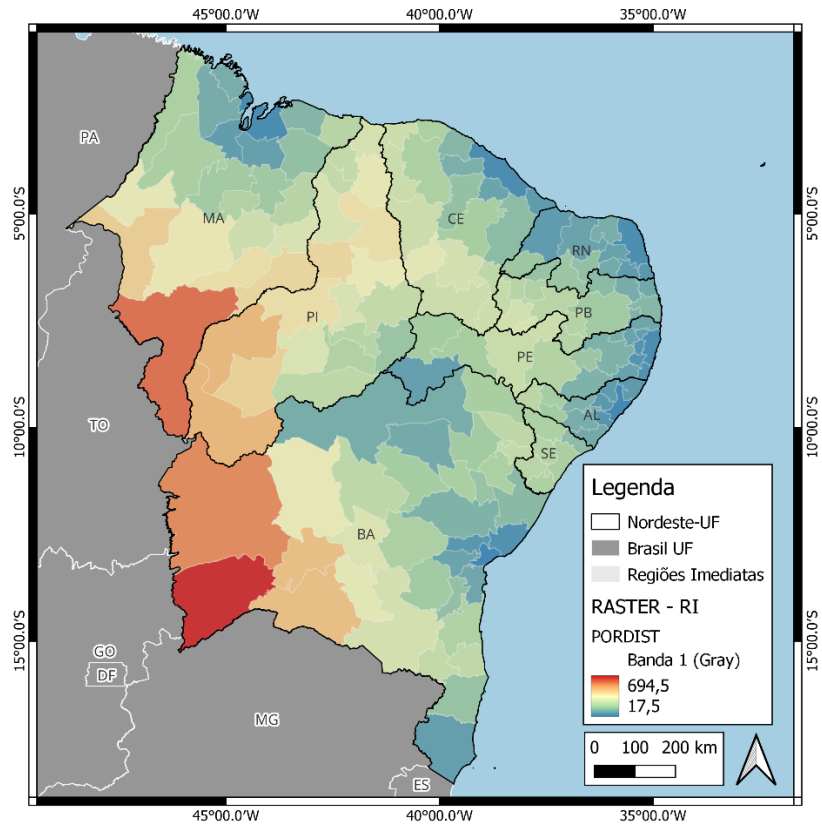 45°00.0'W 40°00.0'W 35°00.0'W
PA
5°00.0'S 5°00.0'S
MA
CE
RN
PI
PB
PE
TO
AL
10°00.0'S 10°00.0'S
SE
BA
Legenda
Nordeste-UF
Brasil UF
Regiões Imediatas
RASTER - RI
PORDIST
Banda 1 (Gray)
694,5
17,5
15°00.0'S 15°00.0'S
GO
DF
MG
ES
0 100 200 km
45°00.0'W 40°00.0'W 35°00.0'W